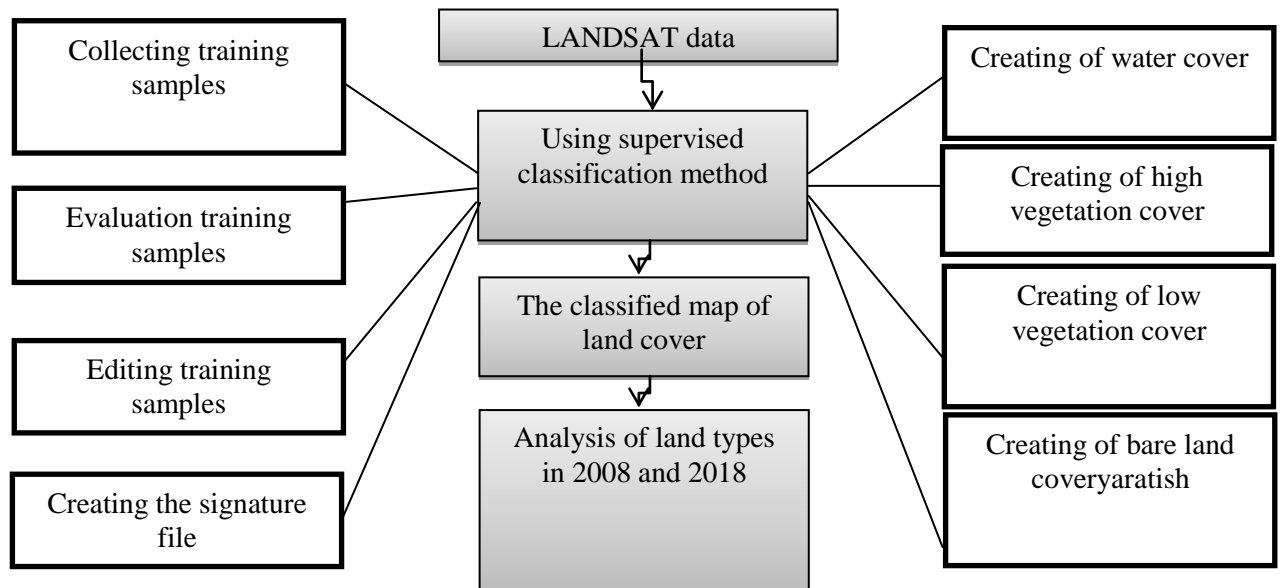 Collecting training
samples
Evaluation training
samples
Editing training
samples
Creating the signature
file
LANDSAT data
Using supervised
classification method
The classified map of
land cover
Analysis of land types
in 2008 and 2018
Creating of water cover
Creating of high
vegetation cover
Creating of low
vegetation cover
Creating of bare land
coveryaratish